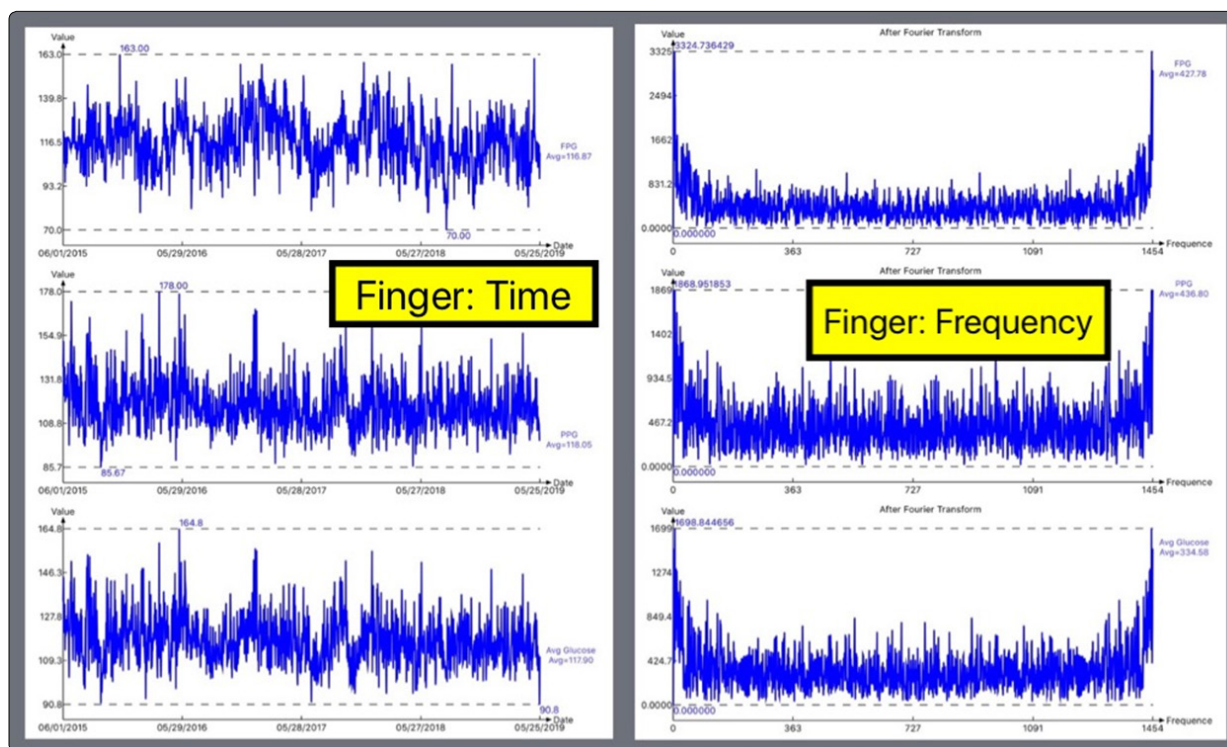 Value
163.00
163.0
139.8
116.5
93.2
70.0
FPG
Avg=116.87
70.00
Date
06/01/2015 05/29/2016 05/28/2017 05/27/2018 05/25/2019
Finger: Time
Value
178.00
178.0
154.9
131.8
108.8
85.7
PPG
Avg=118.05
85.67
Date
06/01/2015 05/29/2016 05/28/2017 05/27/2018 05/25/2019
Value
164.8
164.8
146.3
127.8
109.3
90.8
Avg Glucose
Avg=117.90
90.8
Date
06/01/2015 05/29/2016 05/28/2017 05/27/2018 05/25/2019
After Fourier Transform
Value
3324.736429
3325
2494
1662
831.2
0.0000
FPG
Avg=427.78
0.000000
Frequence
0 363 727 1091 1454
After Fourier Transform
Finger: Frequency
Value
1868.951853
1869
1402
934.5
467.2
0.0000
PPG
Avg=436.80
0.000000
Frequence
0 363 727 1091 1454
After Fourier Transform
Value
1698.844656
1699
1274
849.4
424.7
0.0000
Avg Glucose
Avg=334.58
0.000000
Frequence
0 363 727 1091 1454